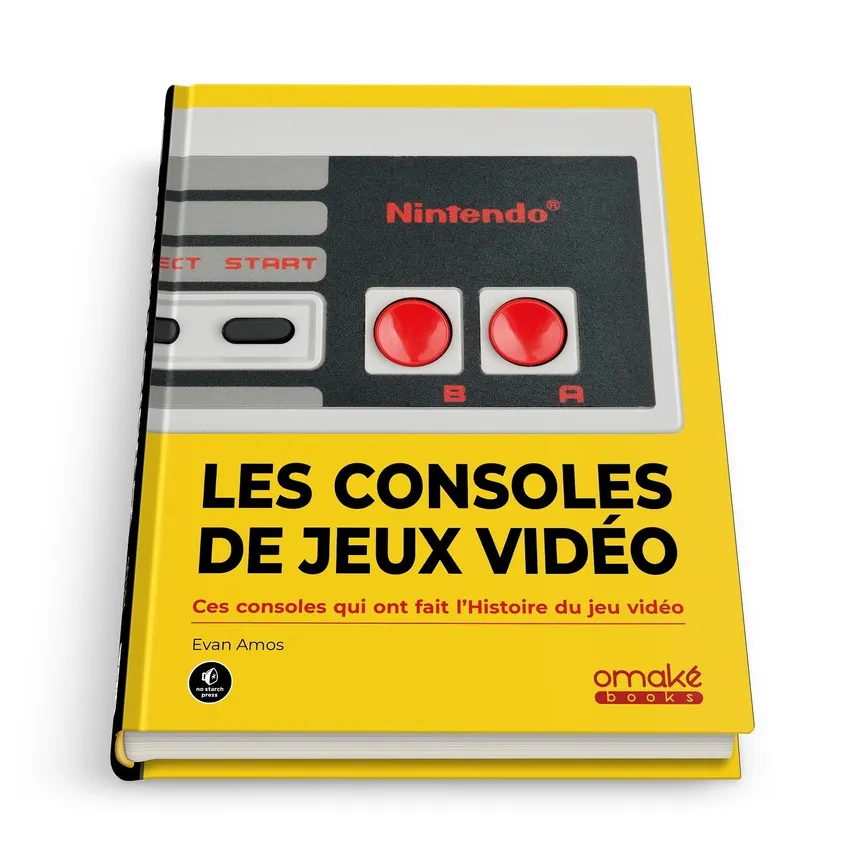 Nintendo®
ECT START
B A
LES CONSOLES
DE JEUX VIDÉO
Ces consoles qui ont fait l'Histoire du jeu vidéo
Evan Amos
no starch
press
omaké
books